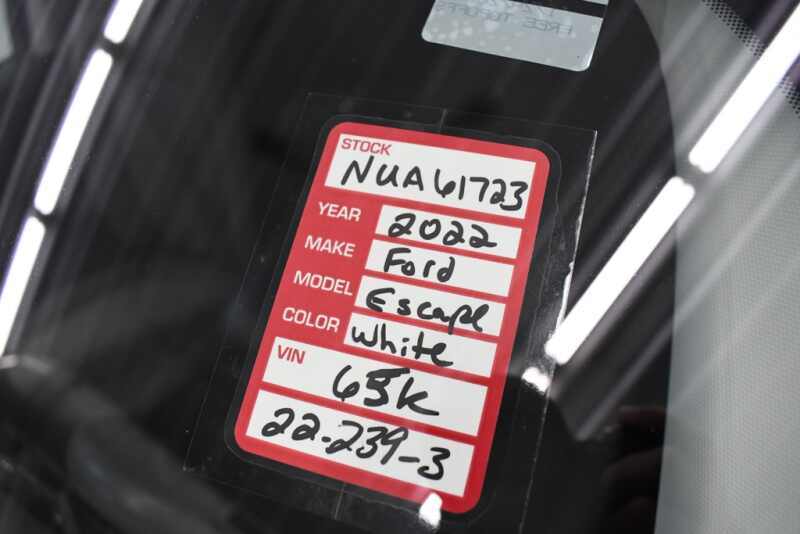 STOCK
NUA61723
YEAR 2022
MAKE Ford
MODEL Escape
COLOR White
VIN
65K
22-239-3